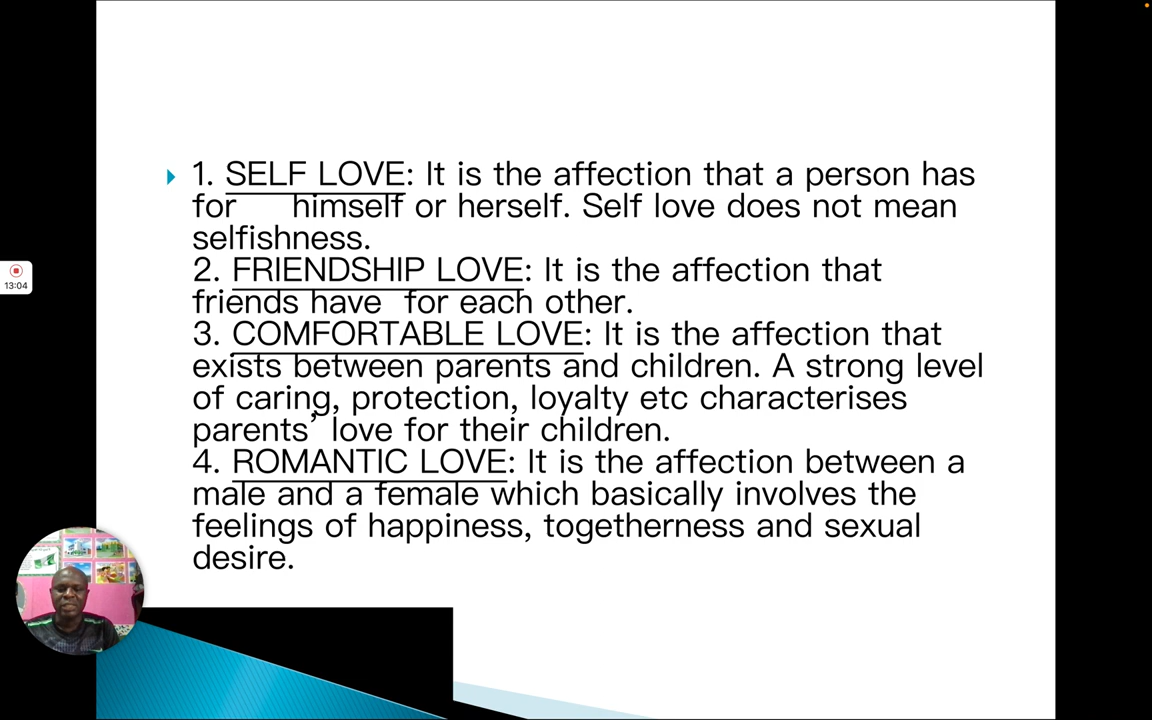 1. SELF LOVE: It is the affection that a person has
for himself or herself. Self love does not mean
selfishness.
2. FRIENDSHIP LOVE: It is the affection that
friends have for each other.
3. COMFORTABLE LOVE: It is the affection that
exists between parents and children. A strong level
of caring, protection, loyalty etc characterises
parents’ love for their children.
4. ROMANTIC LOVE: It is the affection between a
male and a female which basically involves the
feelings of happiness, togetherness and sexual
desire.
13:04